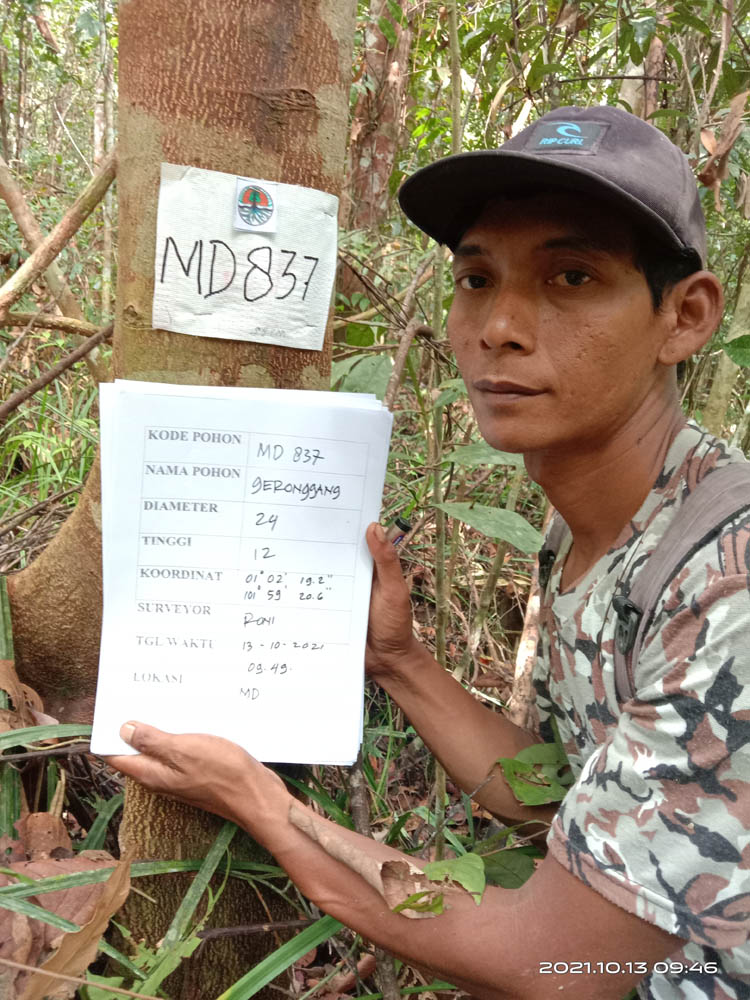 RIP CURL
MD 837
KODE POHON MD 837
NAMA POHON gERONggANg
DIAMETER 24
TINGGI 12
KOORDINAT 01° 02' 19.2"
101° 59' 20.6"
SURVEYOR RONI
TGL WAKTU 13 - 10 - 2021
09:49.
LOKASI MD
2021.10.13 09:46